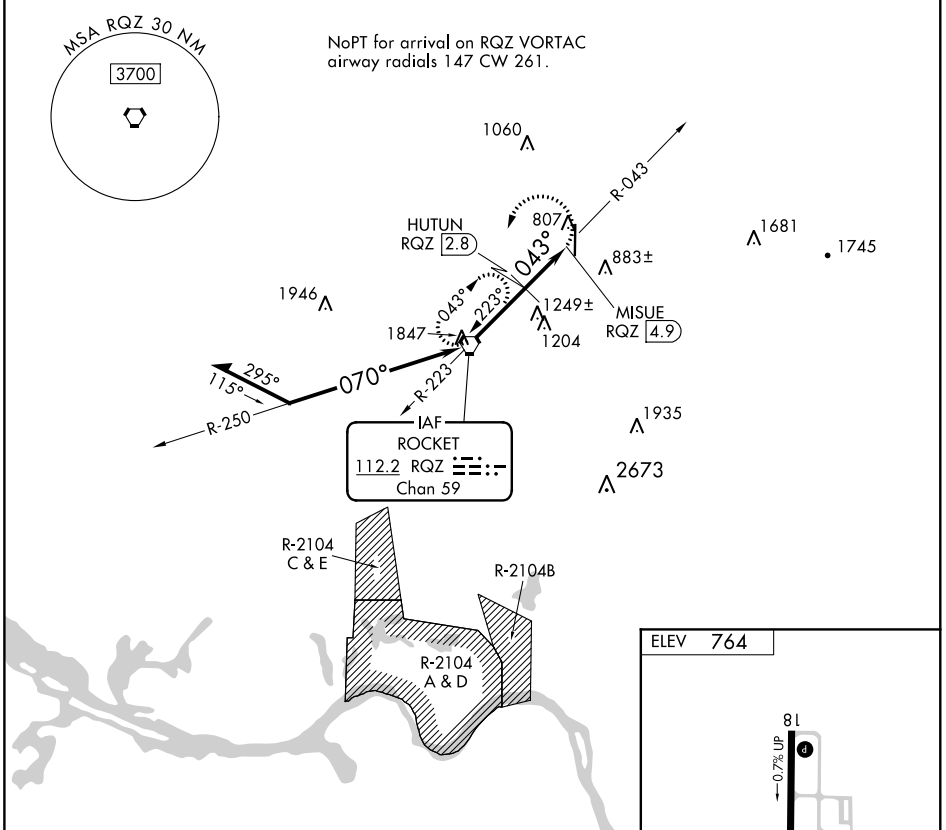 MSA RQZ 30 NM
3700
NoPT for arrival on RQZ VORTAC
airway radials 147 CW 261.
1060
R-043
HUTUN
RQZ 2.8
807
043°
1681
1745
883±
1946
043°
223°
1249±
1204
MISUE
RQZ 4.9
1847
295°
115°
070°
R-223
R-250
IAF
ROCKET
112.2 RQZ
Chan 59
1935
2673
R-2104
C & E
R-2104B
R-2104
A & D
ELEV 764
18
0.7% UP
P